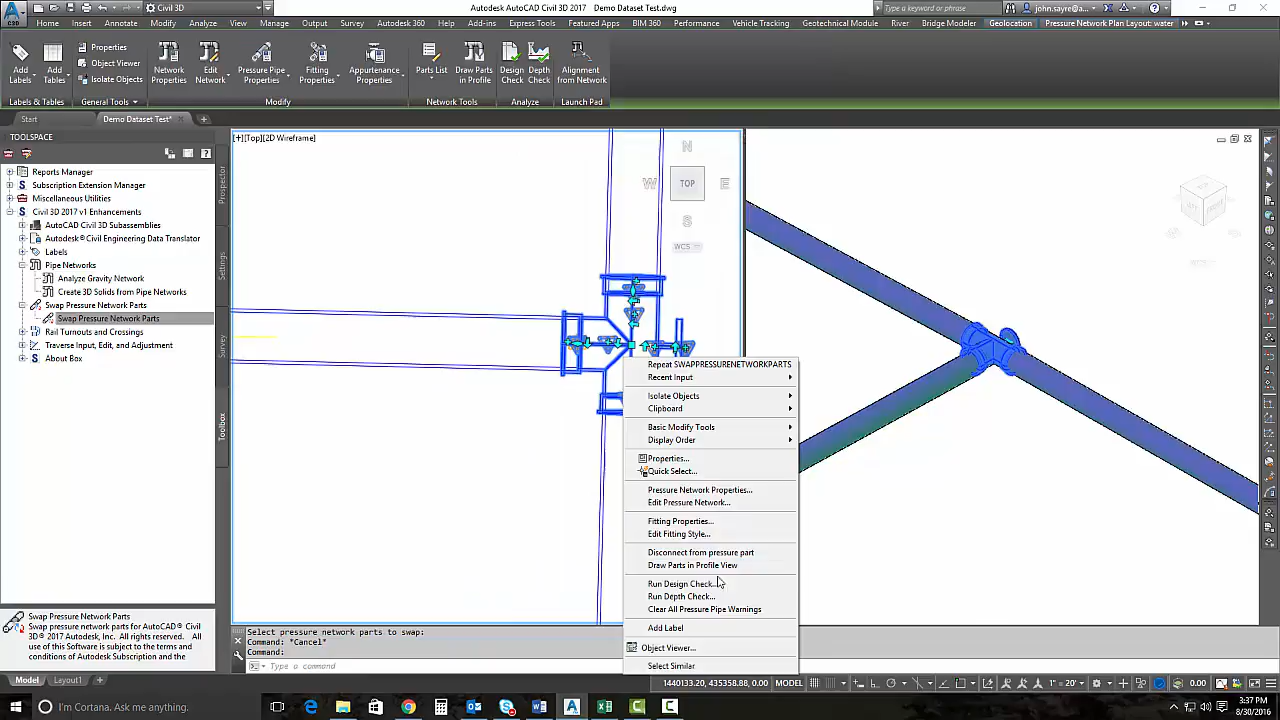 Civil 3D
Autodesk AutoCAD Civil 3D 2017 Demo Dataset Test.dwg
Type a keyword or phrase
john.sayre@...
Home Insert Annotate Modify Analyze View Manage Output Survey Autodesk 360 Help Add-ins Express Tools Featured Apps BIM 360 Performance Vehicle Tracking Geotechnical Module River Bridge Modeler Geolocation Pressure Network Plan Layout: water
Add Labels
Add Tables
Properties
Object Viewer
Isolate Objects
Network Properties
Edit Network
Pressure Pipe Properties
Fitting Properties
Appurtenance Properties
Parts List
Draw Parts in Profile
Design Check
Depth Check
Alignment from Network
Labels & Tables General Tools Modify Network Tools Analyze Launch Pad
Start Demo Dataset Test*
TOOLSPACE
Reports Manager
Subscription Extension Manager
Miscellaneous Utilities
Civil 3D 2017 v1 Enhancements
AutoCAD Civil 3D Subassemblies
Autodesk® Civil Engineering Data Translator
Labels
Pipe Networks
Analyze Gravity Network
Create 3D Solids from Pipe Networks
Swap Pressure Network Parts
Swap Pressure Network Parts
Rail Turnouts and Crossings
Traverse Input, Edit, and Adjustment
About Box
Prospector
Settings
Survey
Toolbox
Swap Pressure Network Parts
Swap pressure network parts for AutoCAD®
Civil 3D® 2017 Autodesk, Inc. All rights reserved. All
use of this Software is subject to the terms and
conditions of Autodesk Subscription and the
[+][Top][2D Wireframe]
N
W TOP E
S
WCS
Repeat SWAPPRESSURENETWORKPARTS
Recent Input
Isolate Objects
Clipboard
Basic Modify Tools
Display Order
Properties...
Quick Select...
Pressure Network Properties...
Edit Pressure Network...
Fitting Properties...
Edit Fitting Style...
Disconnect from pressure part
Draw Parts in Profile View
Run Design Check...
Run Depth Check...
Clear All Pressure Pipe Warnings
Add Label
Object Viewer...
Select Similar
Select pressure network parts to swap:
Command: *Cancel*
Command:
Type a command
Model Layout1 +
1440133.20, 435358.88, 0.00 MODEL 1" = 20' 0.00
I'm Cortana. Ask me anything.
3:37 PM
8/30/2016